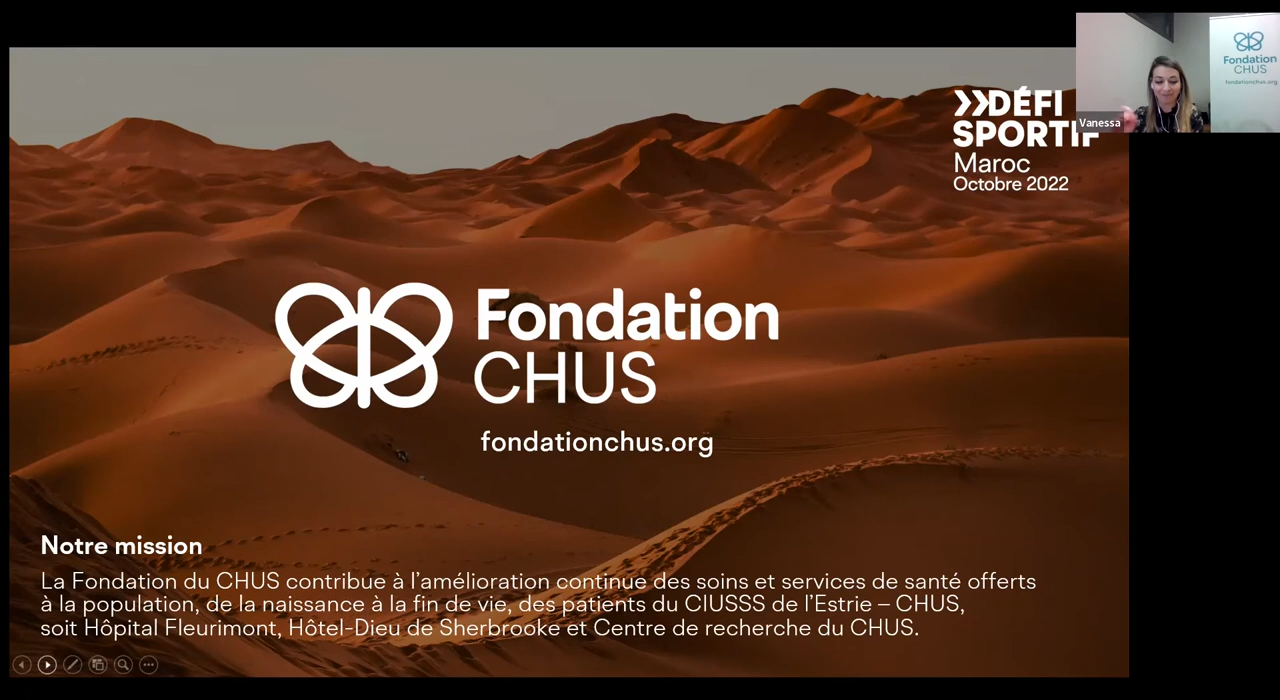 DÉFI
SPORTIF
Maroc
Octobre 2022
Fondation
CHUS
fondationchus.org
Vanessa
Fondation
CHUS
fondationchus.org
Notre mission
La Fondation du CHUS contribue à l’amélioration continue des soins et services de santé offerts
à la population, de la naissance à la fin de vie, des patients du CIUSSS de l’Estrie – CHUS,
soit Hôpital Fleurimont, Hôtel-Dieu de Sherbrooke et Centre de recherche du CHUS.